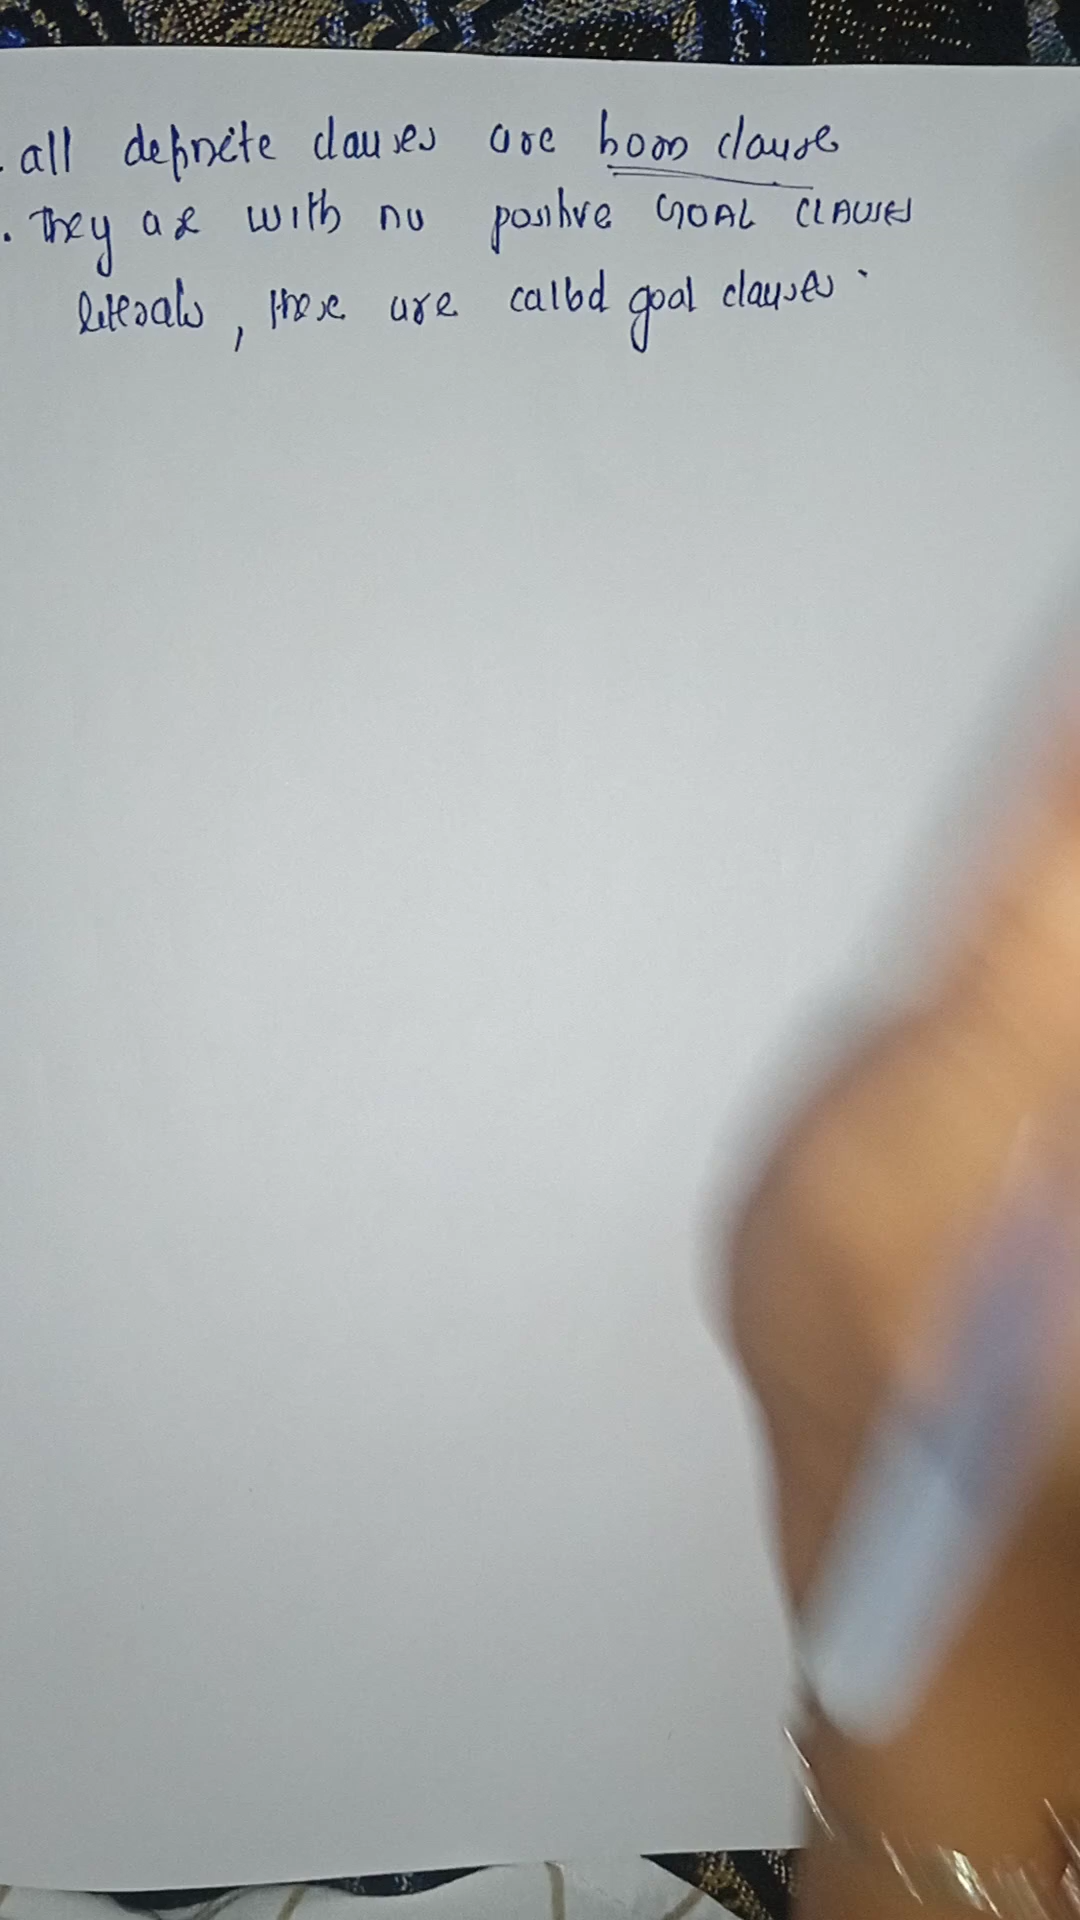 . all definite clauses are horn clause
. They are with no positive GOAL CLAUSES
literals, these are called goal clauses.